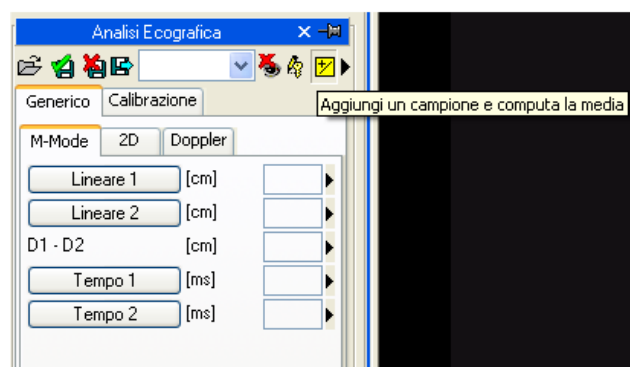 Analisi Ecografica
Generico Calibrazione
Aggiungi un campione e computa la media
M-Mode 2D Doppler
Lineare 1 [cm]
Lineare 2 [cm]
D1 - D2 [cm]
Tempo 1 [ms]
Tempo 2 [ms]